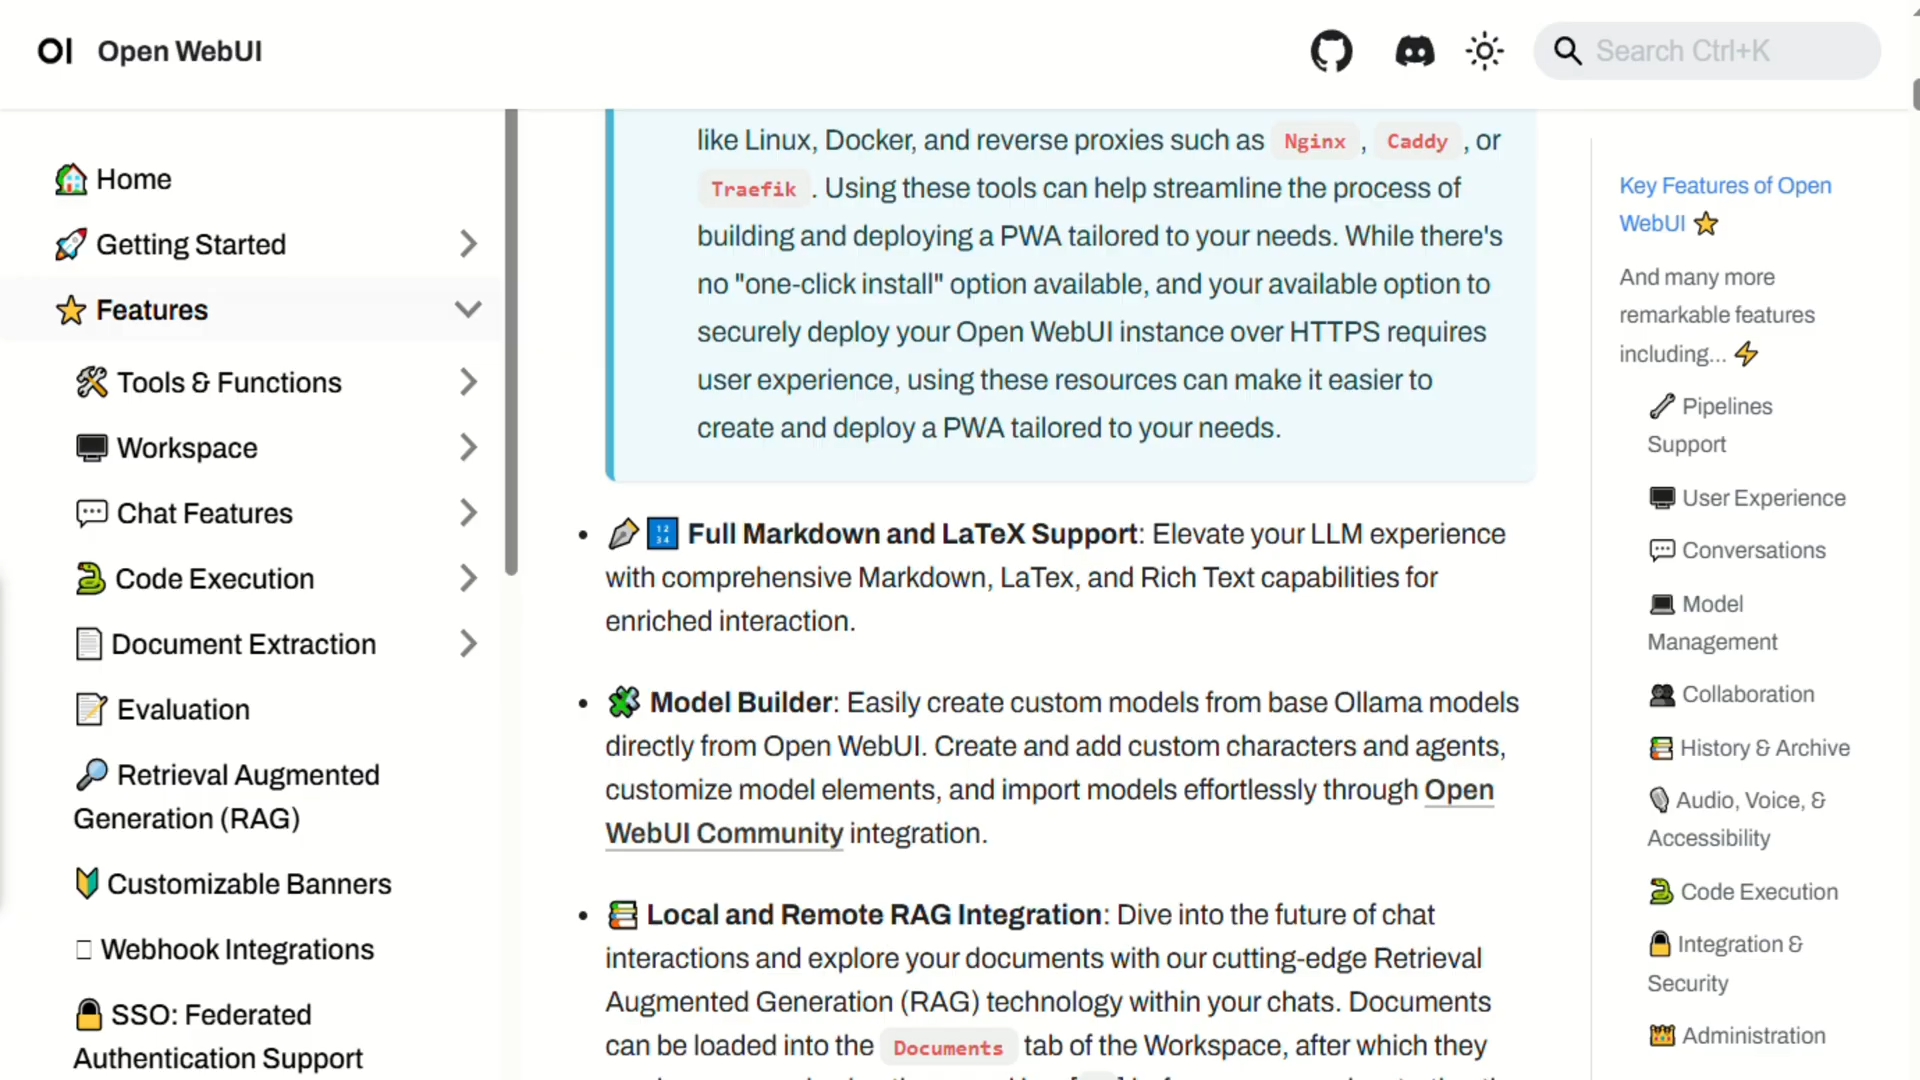 OI Open WebUI
Search Ctrl+K
Home
Getting Started
Features
Tools & Functions
Workspace
Chat Features
Code Execution
Document Extraction
Evaluation
Retrieval Augmented
Generation (RAG)
Customizable Banners
Webhook Integrations
SSO: Federated
Authentication Support
like Linux, Docker, and reverse proxies such as Nginx , Caddy , or
Traefik . Using these tools can help streamline the process of
building and deploying a PWA tailored to your needs. While there's
no "one-click install" option available, and your available option to
securely deploy your Open WebUI instance over HTTPS requires
user experience, using these resources can make it easier to
create and deploy a PWA tailored to your needs.
Full Markdown and LaTeX Support: Elevate your LLM experience
with comprehensive Markdown, LaTex, and Rich Text capabilities for
enriched interaction.
Model Builder: Easily create custom models from base Ollama models
directly from Open WebUI. Create and add custom characters and agents,
customize model elements, and import models effortlessly through Open
WebUI Community integration.
Local and Remote RAG Integration: Dive into the future of chat
interactions and explore your documents with our cutting-edge Retrieval
Augmented Generation (RAG) technology within your chats. Documents
can be loaded into the Documents tab of the Workspace, after which they
Key Features of Open
WebUI
And many more
remarkable features
including...
Pipelines
Support
User Experience
Conversations
Model
Management
Collaboration
History & Archive
Audio, Voice, &
Accessibility
Code Execution
Integration &
Security
Administration